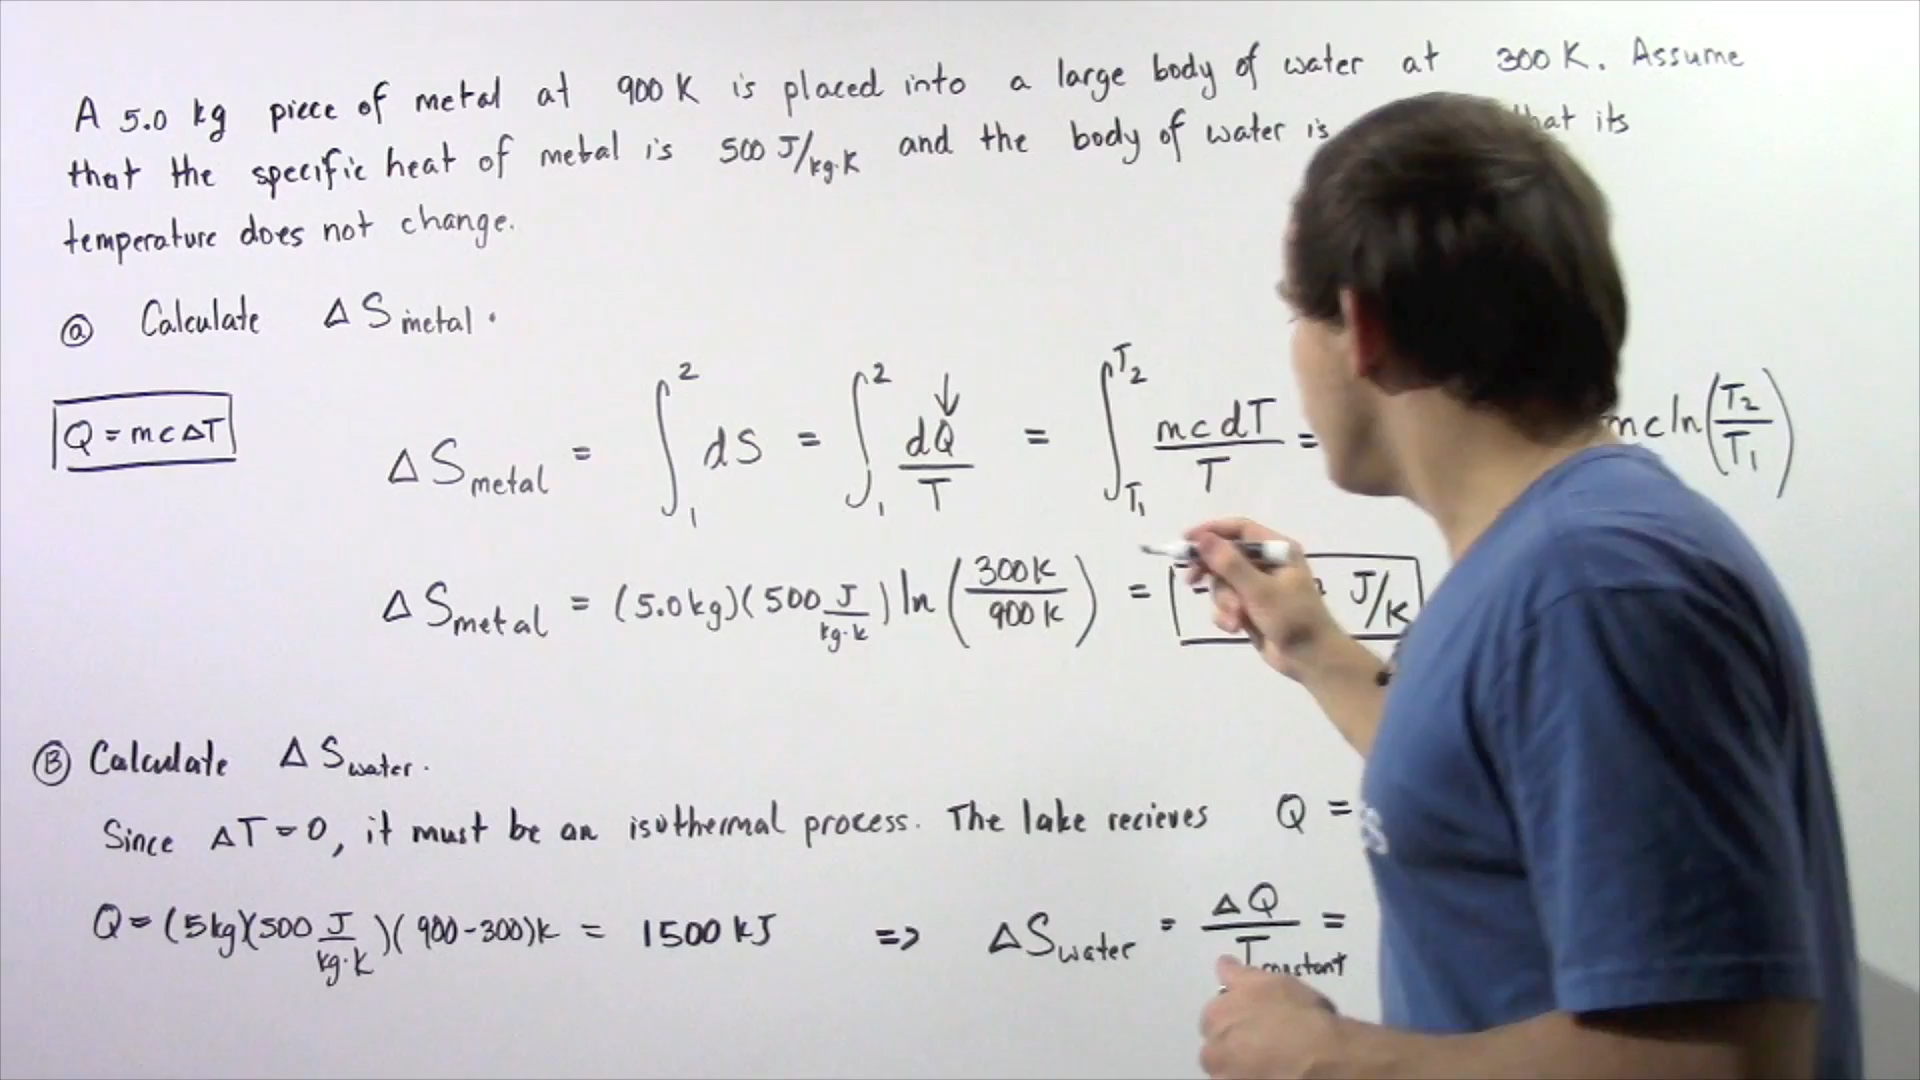 A 5.0 kg piece of metal at 900 K is placed into a large body of water at 300 K. Assume
that the specific heat of metal is 500 J/kg·K and the body of water is that its
temperature does not change.
ⓐ Calculate ΔS metal.
Q = mcΔT
ΔS metal = ∫₁² dS = ∫₁² dQ/T = ∫_T₁^T₂ mcdT/T = mcln(T₂/T₁)
ΔS metal = (5.0kg)(500 J/kg·K) ln(300K/900K) = J/K
Ⓑ Calculate ΔS water.
Since ΔT=0, it must be an isothermal process. The lake recieves Q =
Q = (5kg)(500 J/kg·K)(900-300)K = 1500 kJ => ΔS water = ΔQ/T constant =